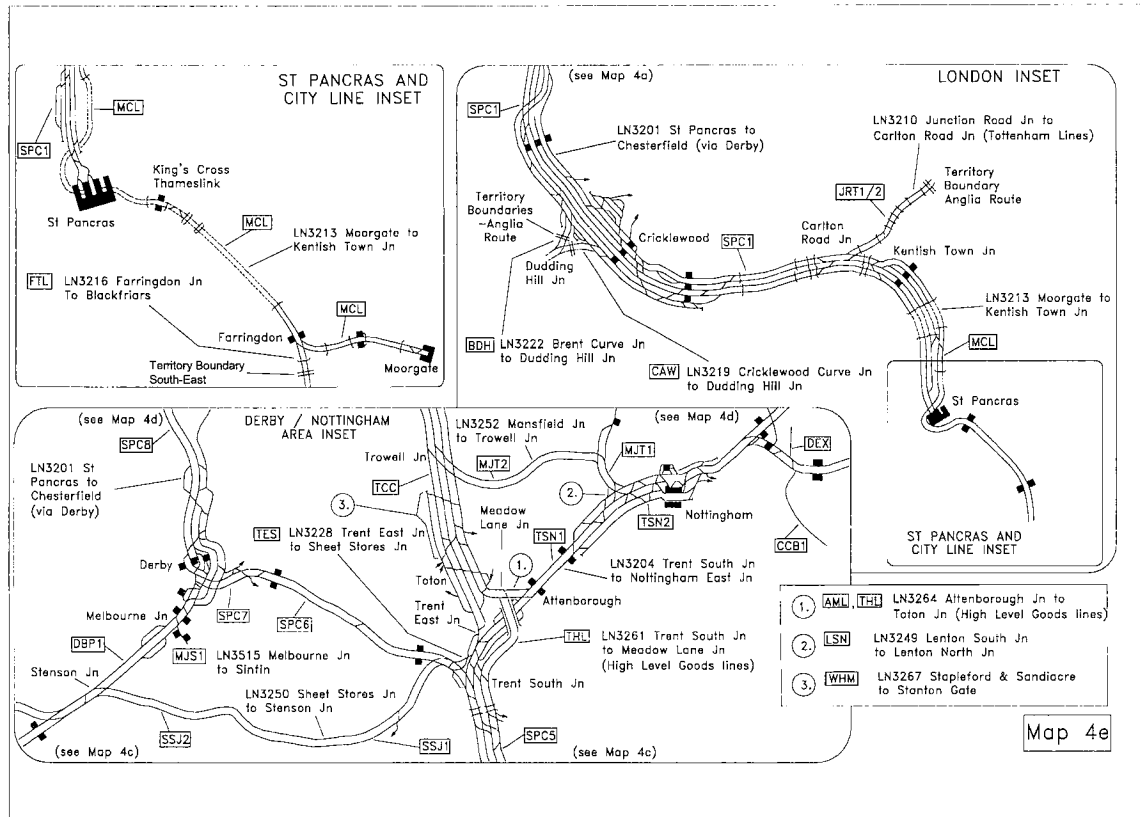 ST PANCRAS AND
CITY LINE INSET
MCL
SPC1
King's Cross
Thameslink
St Pancras
MCL
LN3213 Moorgate to
Kentish Town Jn
FTL
LN3216 Farringdon Jn
To Blackfriars
MCL
Farringdon
Moorgate
Territory Boundary
South-East
(see Map 4a)
LONDON INSET
SPC1
LN3201 St Pancras to
Chesterfield (via Derby)
LN3210 Junction Road Jn to
Carlton Road Jn (Tottenham Lines)
Territory
Boundary
Anglia Route
JRT1/2
Territory
Boundaries
-Anglia
Route
Cricklewood
SPC1
Carlton
Road Jn
Kentish Town Jn
Dudding
Hill Jn
LN3213 Moorgate to
Kentish Town Jn
BDH LN3222 Brent Curve Jn
to Dudding Hill Jn
CAW LN3219 Cricklewood Curve Jn
to Dudding Hill Jn
MCL
St Pancras
ST PANCRAS AND
CITY LINE INSET
(see Map 4d)
DERBY / NOTTINGHAM
AREA INSET
LN3252 Mansfield Jn
to Trowell Jn
(see Map 4d)
SPC8
MJT1
DEX
Trowell Jn
MJT2
LN3201 St
Pancras to
Chesterfield
(via Derby)
TCC
2.
3.
Meadow
Lane Jn
Nottingham
TSN2
TES
LN3228 Trent East Jn
to Sheet Stores Jn
TSN1
CCB1
1.
LN3204 Trent South Jn
to Nottingham East Jn
Derby
Toton
Attenborough
SPC7
SPC6
Trent
East Jn
Melbourne Jn
THL
LN3261 Trent South Jn
to Meadow Lane Jn
(High Level Goods lines)
DBP1
MJS1
LN3515 Melbourne Jn
to Sinfin
Stenson Jn
Trent South Jn
LN3250 Sheet Stores Jn
to Stenson Jn
SSJ2
SSJ1
SPC5
(see Map 4c)
(see Map 4c)
1. AML, THL LN3264 Attenborough Jn to
Toton Jn (High Level Goods lines)
2. LSN LN3249 Lenton South Jn
to Lenton North Jn
3. WHM LN3267 Stapleford & Sandiacre
to Stanton Gate
Map 4e